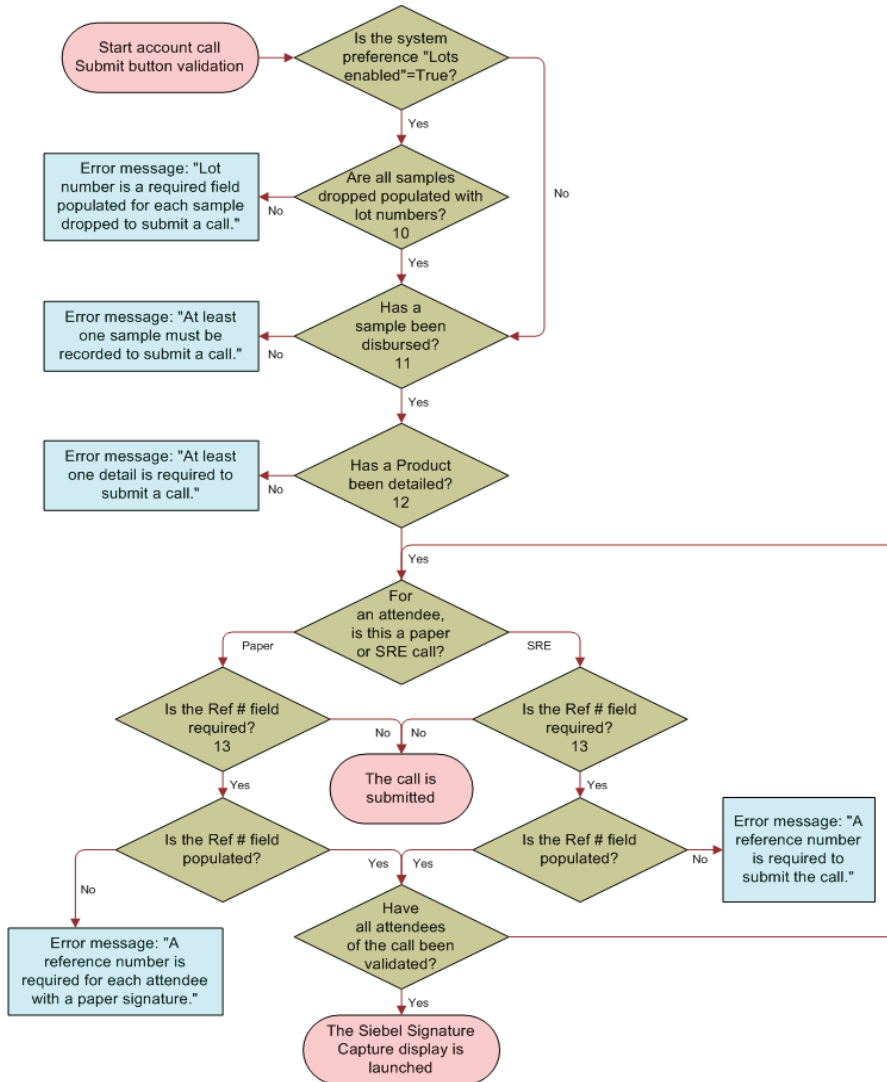 Start account call
Submit button validation
Is the system
preference "Lots
enabled"=True?
Yes
No
Error message: "Lot
number is a required field
populated for each sample
dropped to submit a call."
No
Are all samples
dropped populated with
lot numbers?
10
Yes
Error message: "At least
one sample must be
recorded to submit a call."
No
Has a
sample been
disbursed?
11
Yes
Error message: "At least
one detail is required to
submit a call."
No
Has a Product
been detailed?
12
Yes
For
an attendee,
is this a paper
or SRE call?
Paper
SRE
Is the Ref # field
required?
13
No
No
Is the Ref # field
required?
13
Yes
The call is
submitted
Yes
Is the Ref # field
populated?
Yes
Yes
Is the Ref # field
populated?
No
Error message: "A
reference number
is required to
submit the call."
No
Error message: "A
reference number is
required for each attendee
with a paper signature."
Have
all attendees
of the call been
validated?
Yes
The Siebel Signature
Capture display is
launched